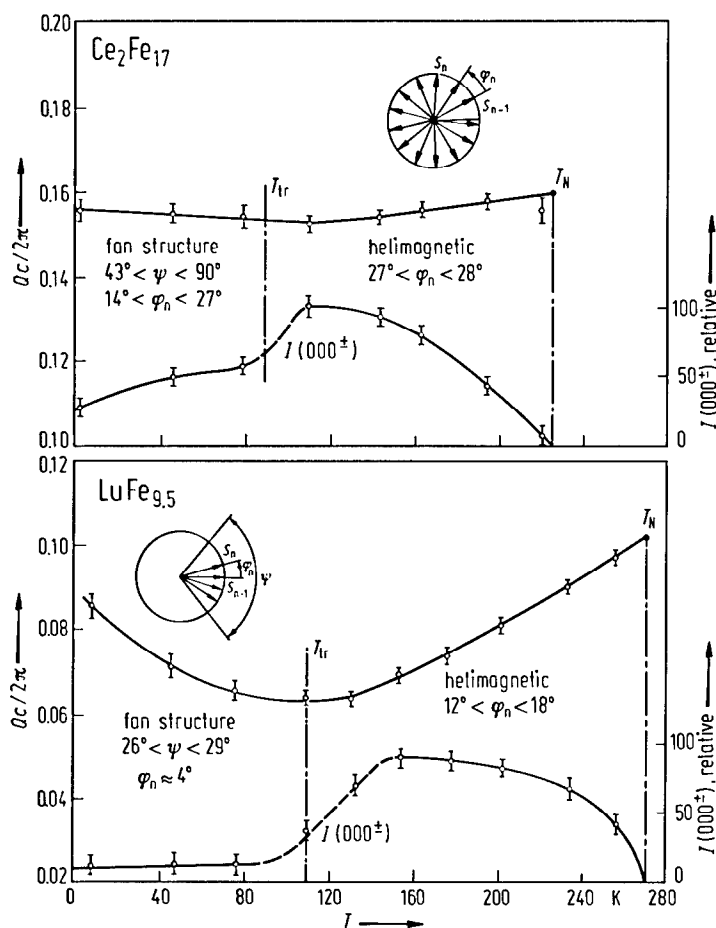 0.20
Ce2Fe17
Sn
φn
Sn-1
0.18
Ttr
TN
0.16
fan structure
43° < ψ < 90°
14° < φn < 27°
helimagnetic
27° < φn < 28°
Qc/2π
0.14
0.12
0.10
I(000±)
100
50
0
I(000±), relative
0.12
LuFe9.5
Sn
φn
ψ
Sn-1
TN
0.10
Qc/2π
0.08
Ttr
helimagnetic
12° < φn < 18°
0.06
fan structure
26° < ψ < 29°
φn ≈ 4°
0.04
I(000±)
0.02
100
50
0
I(000±), relative
0 40 80 120 160 200 240 K 280
T